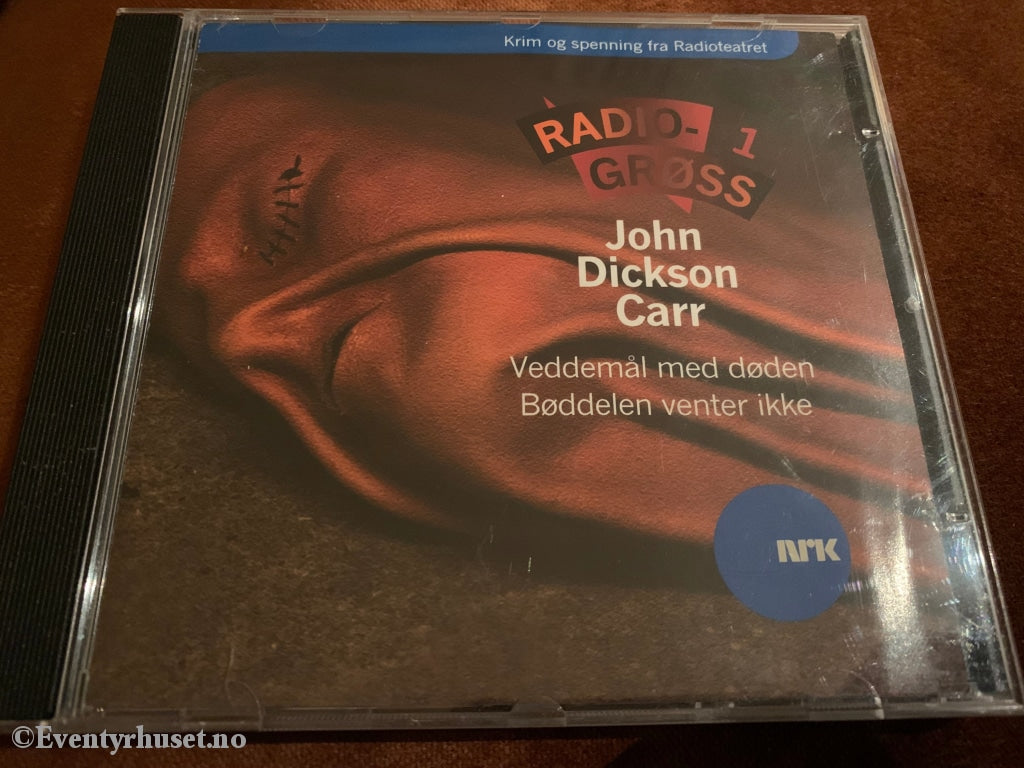 Krim og spenning fra Radioteatret
RADIO-
GRØSS
1
John
Dickson
Carr
Veddemål med døden
Bøddelen venter ikke
NRK
©Eventyrhuset.no